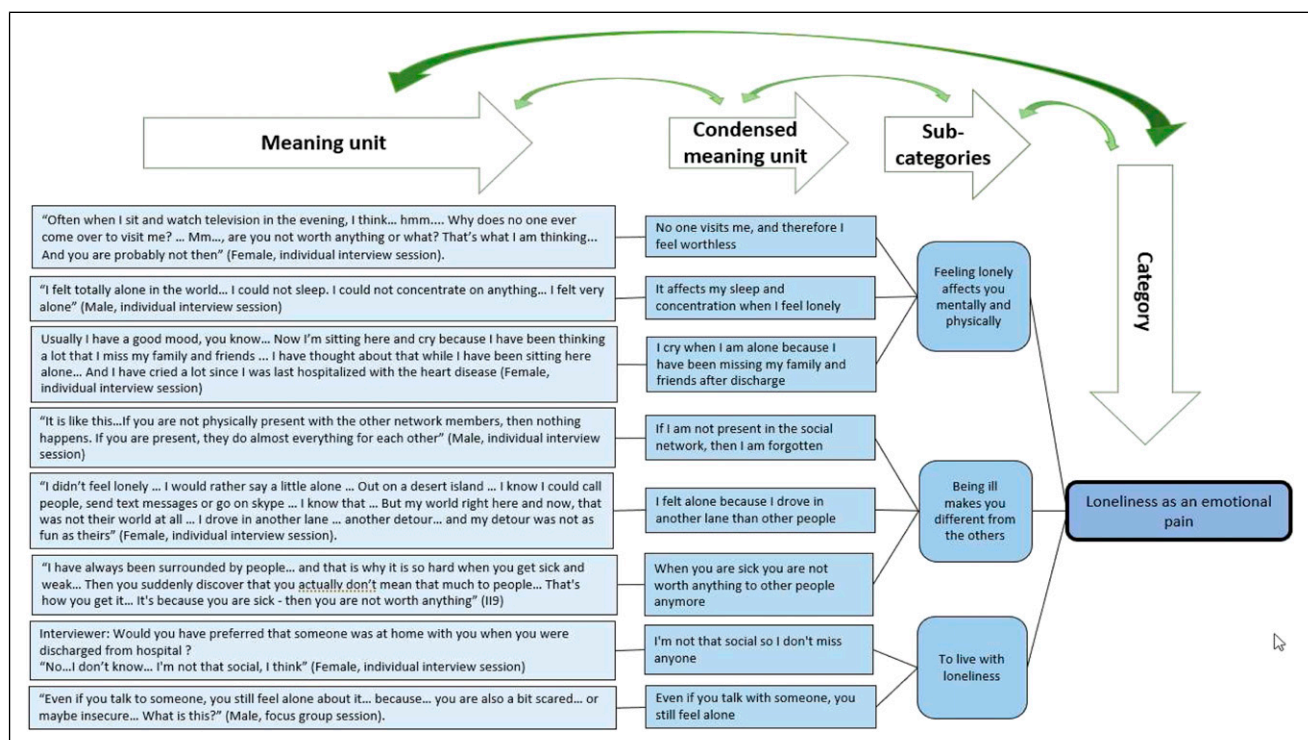 Meaning unit
Condensed
meaning unit
Sub-
categories
Category
“Often when I sit and watch television in the evening, I think… hmm.... Why does no one ever
come over to visit me? … Mm…, are you not worth anything or what? That’s what I am thinking…
And you are probably not then” (Female, individual interview session).
No one visits me, and therefore I
feel worthless
“I felt totally alone in the world… I could not sleep. I could not concentrate on anything… I felt very
alone” (Male, individual interview session)
It affects my sleep and
concentration when I feel lonely
Feeling lonely
affects you
mentally and
physically
Usually I have a good mood, you know… Now I’m sitting here and cry because I have been thinking
a lot that I miss my family and friends … I have thought about that while I have been sitting here
alone… And I have cried a lot since I was last hospitalized with the heart disease (Female,
individual interview session)
I cry when I am alone because I
have been missing my family and
friends after discharge
“It is like this…If you are not physically present with the other network members, then nothing
happens. If you are present, they do almost everything for each other” (Male, individual interview
session)
If I am not present in the social
network, then I am forgotten
“I didn’t feel lonely … I would rather say a little alone … Out on a desert island … I know I could call
people, send text messages or go on skype … I know that … But my world right here and now, that
was not their world at all … I drove in another lane … another detour… and my detour was not as
fun as theirs” (Female, individual interview session).
I felt alone because I drove in
another lane than other people
Being ill
makes you
different from
the others
Loneliness as an emotional
pain
“I have always been surrounded by people… and that is why it is so hard when you get sick and
weak… Then you suddenly discover that you actually don’t mean that much to people… That's
how you get it… It's because you are sick - then you are not worth anything” (II9)
When you are sick you are not
worth anything to other people
anymore
Interviewer: Would you have preferred that someone was at home with you when you were
discharged from hospital ?
“No…I don’t know… I'm not that social, I think” (Female, individual interview session)
I'm not that social so I don't miss
anyone
To live with
loneliness
“Even if you talk to someone, you still feel alone about it… because… you are also a bit scared… or
maybe insecure… What is this?” (Male, focus group session).
Even if you talk with someone, you
still feel alone